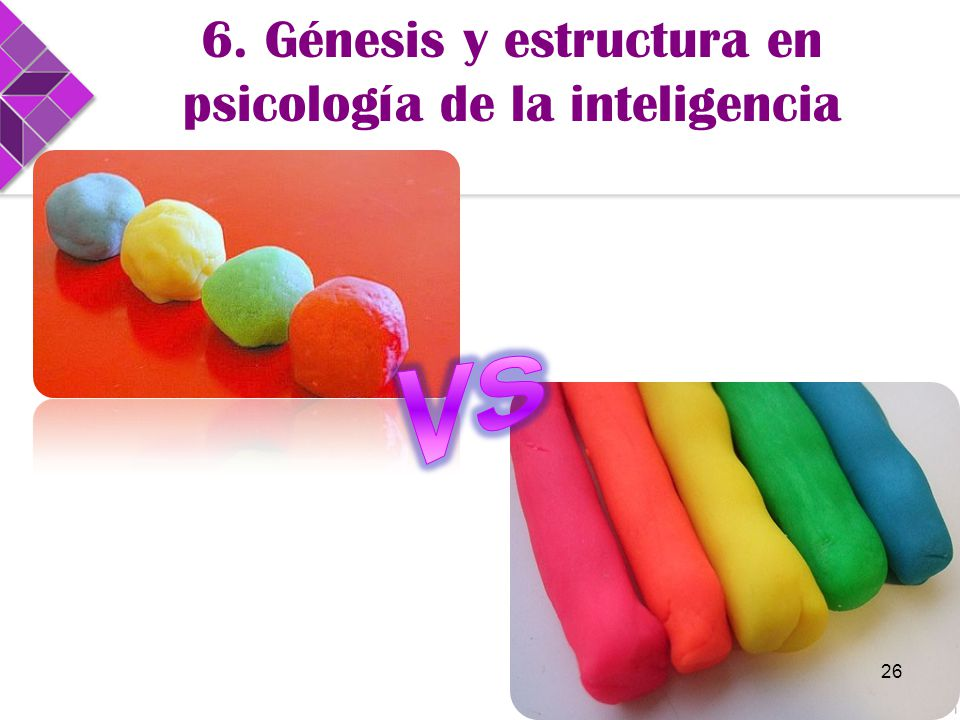 6. Génesis y estructura en
psicología de la inteligencia
VS
26